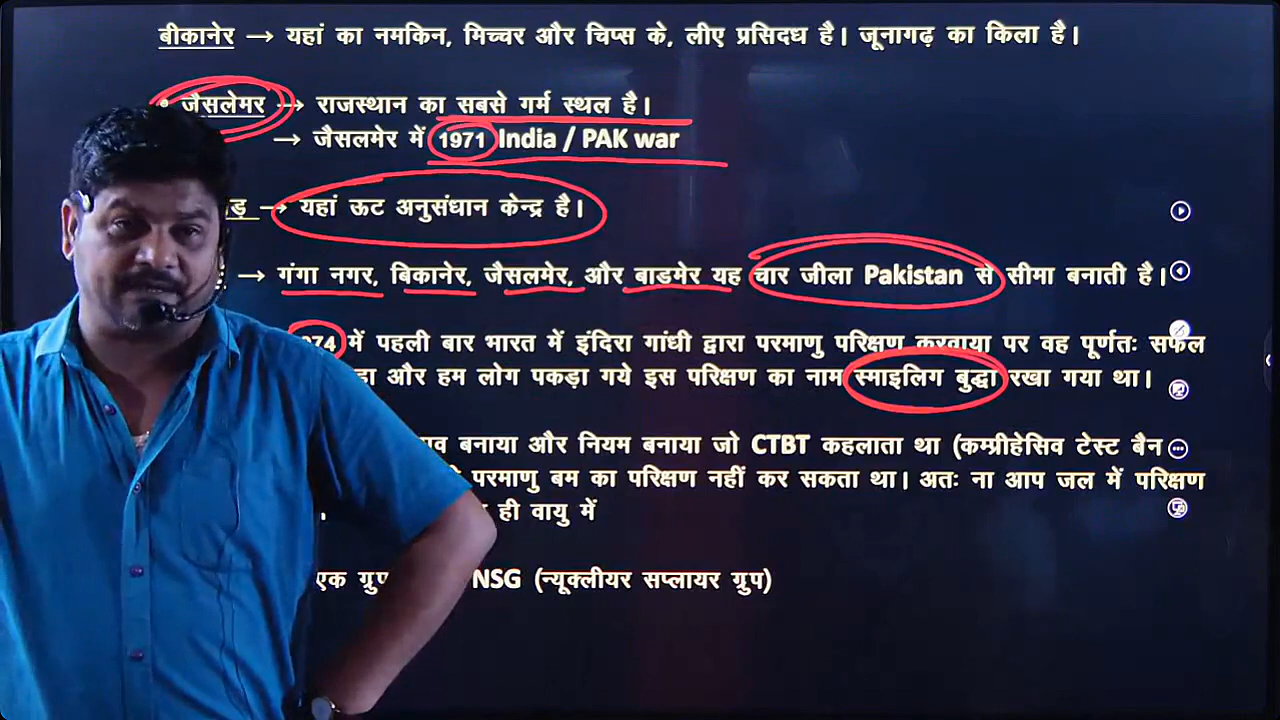 बीकानेर → यहां का नमकिन, मिच्चर और चिप्स के, लीए प्रसिदध है। जूनागढ़ का किला है।
• जैसलेमर → राजस्थान का सबसे गर्म स्थल है।
→ जैसलमेर में 1971 India / PAK war
→ यहां ऊट अनुसंधान केन्द्र है।
→ गंगा नगर, बिकानेर, जैसलमेर, और बाडमेर यह चार जीला Pakistan से सीमा बनाती है।
में पहली बार भारत में इंदिरा गांधी द्वारा परमाणु परिक्षण करवाया पर वह पूर्णतः सफल
और हम लोग पकड़ा गये इस परिक्षण का नाम स्माइलिग बुद्धा रखा गया था।
बनाया और नियम बनाया जो CTBT कहलाता था (कम्प्रीहेसिव टेस्ट बैन
परमाणु बम का परिक्षण नहीं कर सकता था। अतः ना आप जल में परिक्षण
ही वायु में
एक ग्रुप NSG (न्यूक्लीयर सप्लायर ग्रुप)